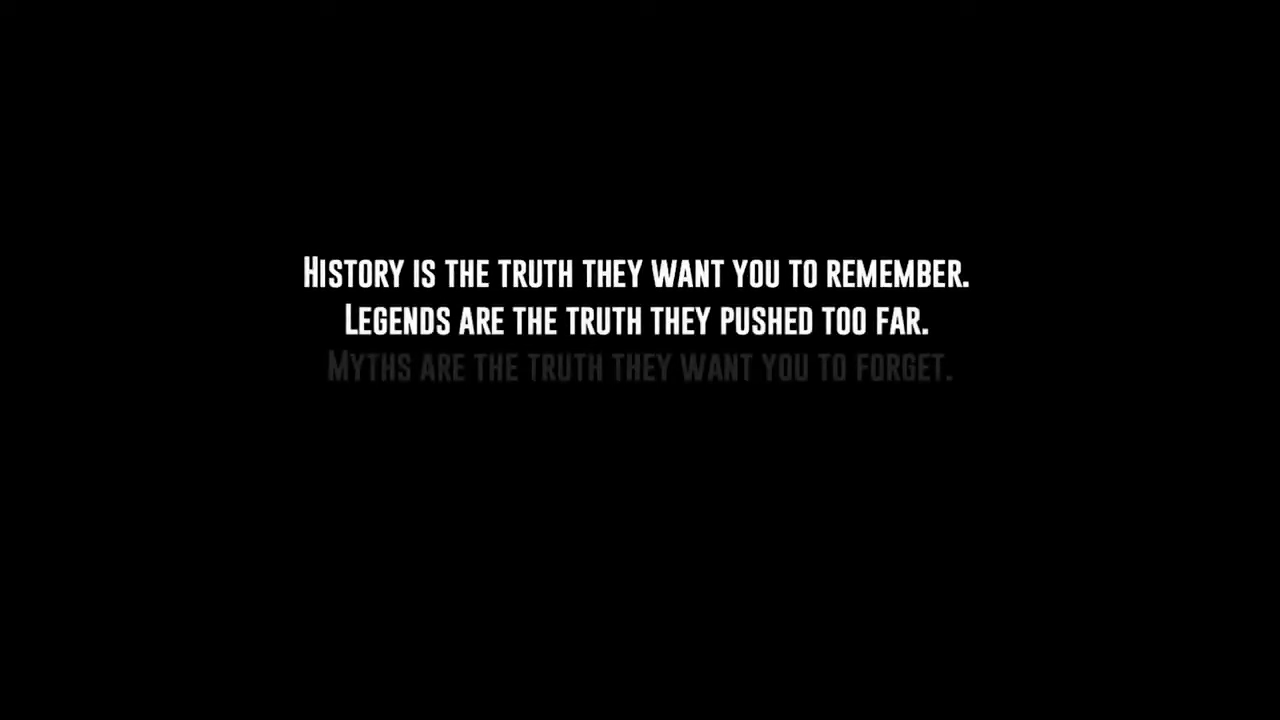 History is the truth they want you to remember.
Legends are the truth they pushed too far.
Myths are the truth they want you to forget.